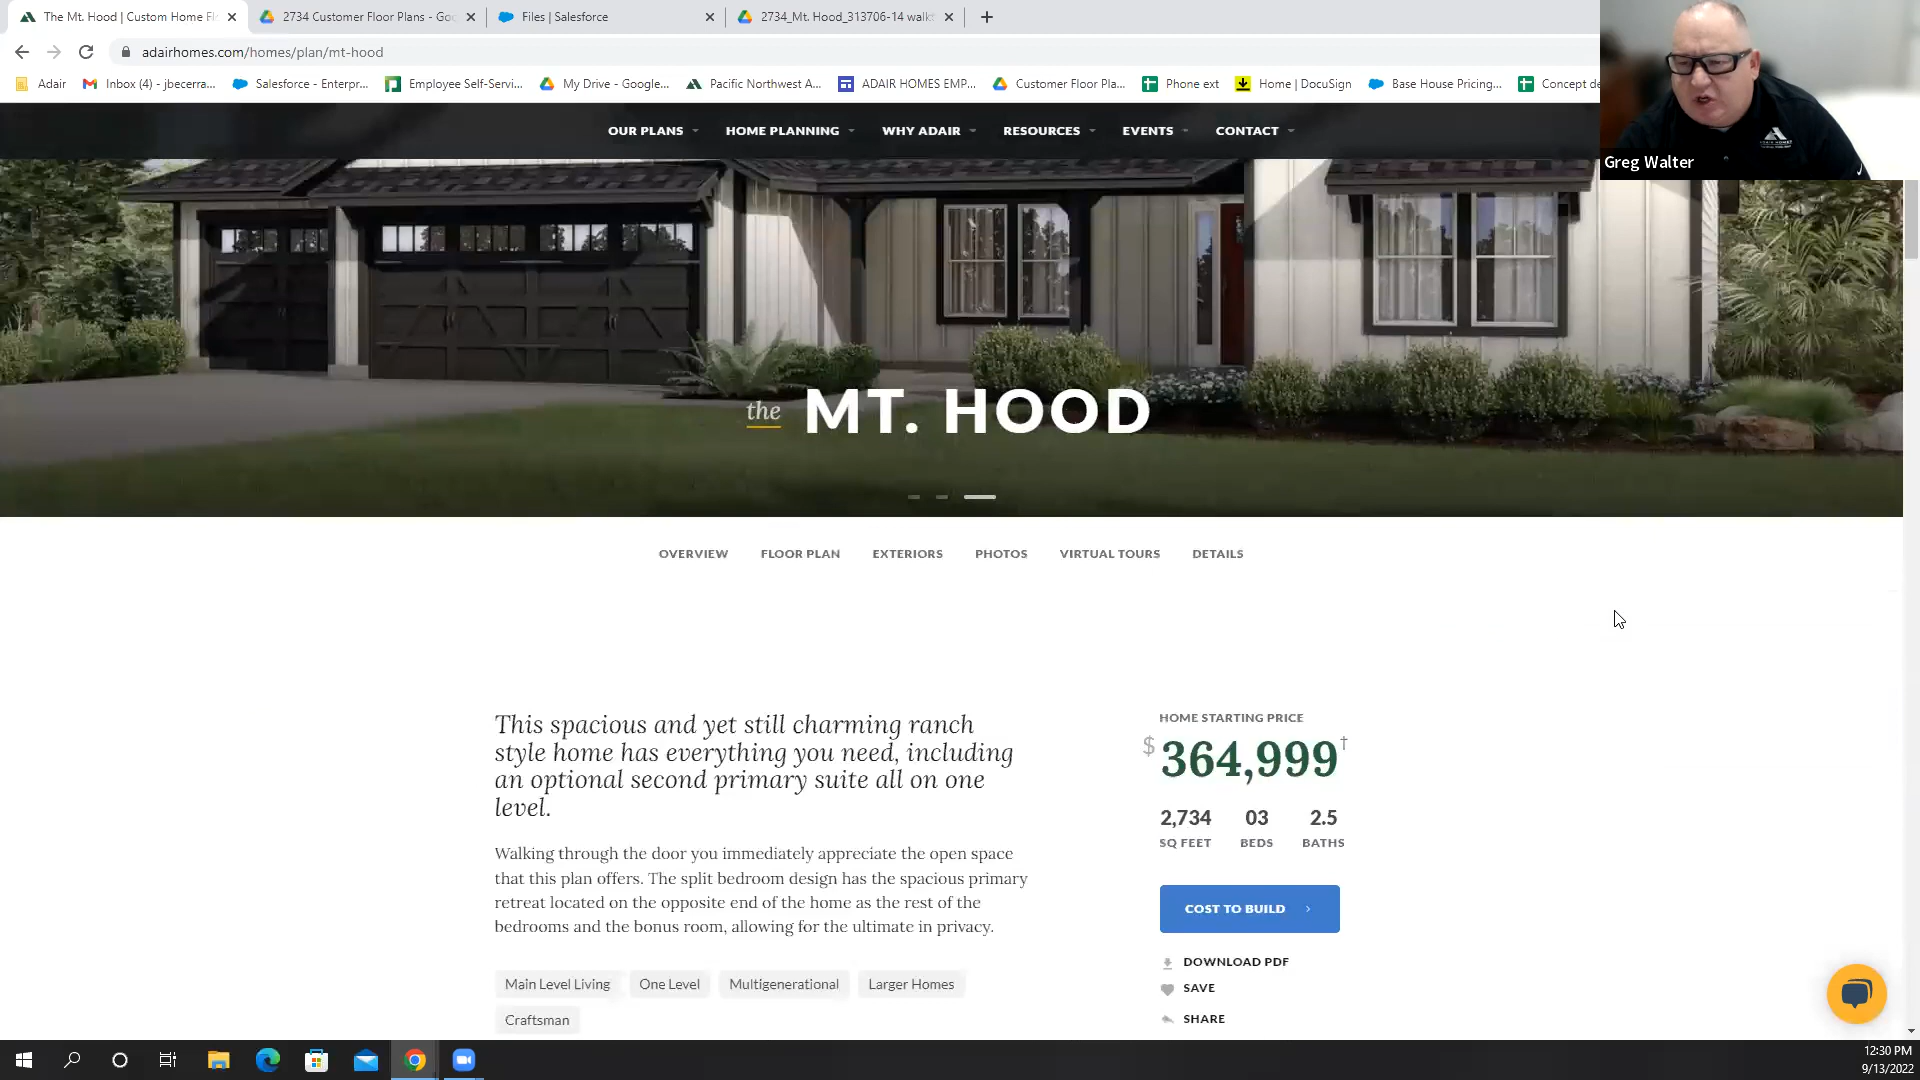 The Mt. Hood | Custom Home Fl
2734 Customer Floor Plans - Goo
Files | Salesforce
2734_Mt. Hood_313706-14 walkt
adairhomes.com/homes/plan/mt-hood
Adair
Inbox (4) - jbecerra...
Salesforce - Enterpr...
Employee Self-Servi...
My Drive - Google...
Pacific Northwest A...
ADAIR HOMES EMP...
Customer Floor Pla...
Phone ext
Home | DocuSign
Base House Pricing...
Concept de
OUR PLANS
HOME PLANNING
WHY ADAIR
RESOURCES
EVENTS
CONTACT
Greg Walter
the MT. HOOD
OVERVIEW
FLOOR PLAN
EXTERIORS
PHOTOS
VIRTUAL TOURS
DETAILS
This spacious and yet still charming ranch
style home has everything you need, including
an optional second primary suite all on one
level.
Walking through the door you immediately appreciate the open space
that this plan offers. The split bedroom design has the spacious primary
retreat located on the opposite end of the home as the rest of the
bedrooms and the bonus room, allowing for the ultimate in privacy.
Main Level Living
One Level
Multigenerational
Larger Homes
Craftsman
HOME STARTING PRICE
$364,999†
2,734 03 2.5
SQ FEET BEDS BATHS
COST TO BUILD
DOWNLOAD PDF
SAVE
SHARE
12:30 PM
9/13/2022